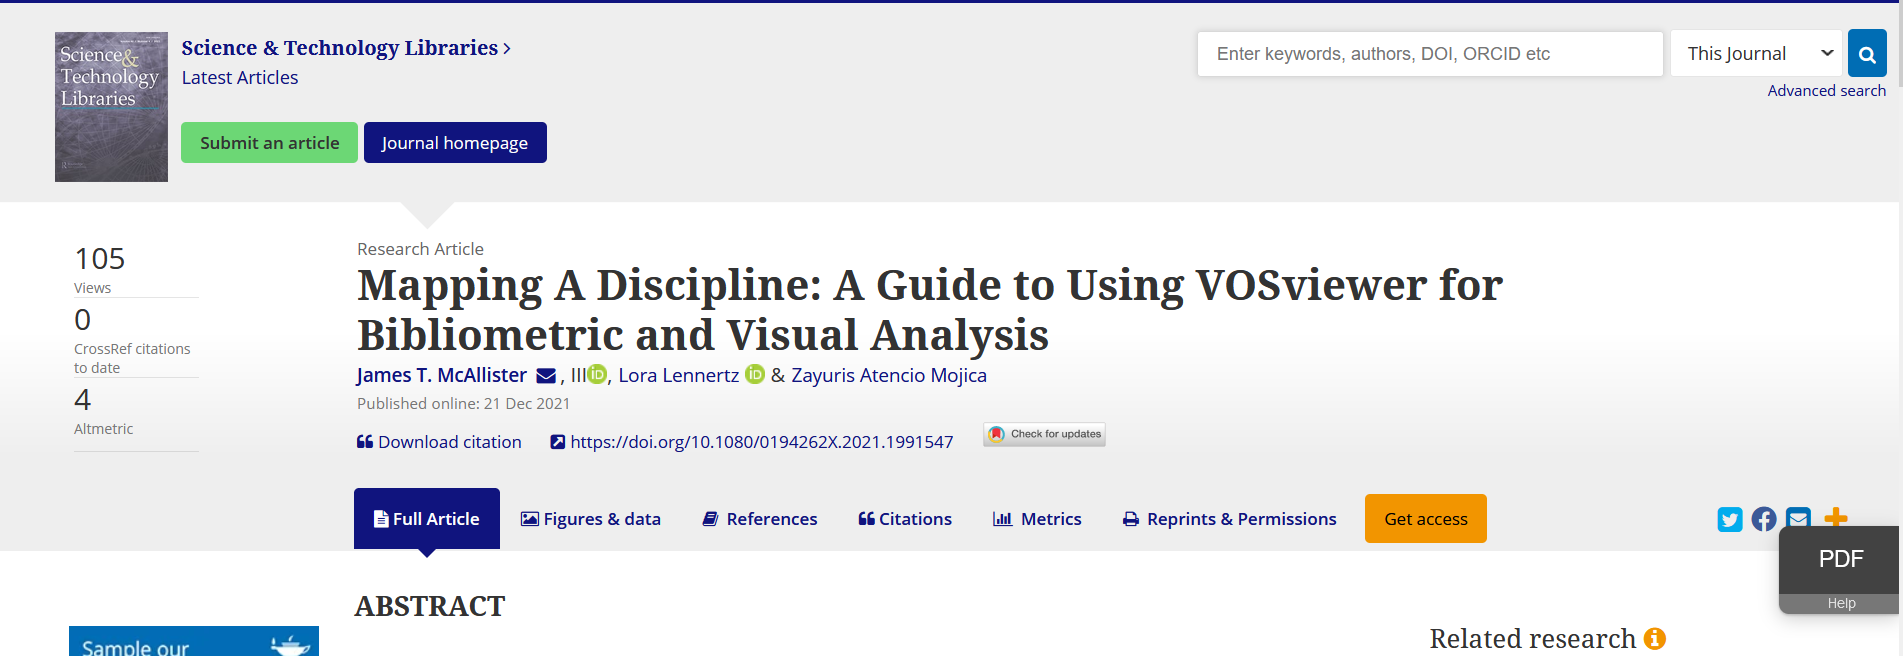 Science &
Technology
Libraries
Science & Technology Libraries >
Latest Articles
Submit an article
Journal homepage
Enter keywords, authors, DOI, ORCID etc
This Journal
Advanced search
105
Views
0
CrossRef citations
to date
4
Altmetric
Research Article
Mapping A Discipline: A Guide to Using VOSviewer for
Bibliometric and Visual Analysis
James T. McAllister , III iD, Lora Lennertz iD & Zayuris Atencio Mojica
Published online: 21 Dec 2021
Download citation
https://doi.org/10.1080/0194262X.2021.1991547
Check for updates
Full Article
Figures & data
References
Citations
Metrics
Reprints & Permissions
Get access
PDF
Help
ABSTRACT
Sample our
Related research